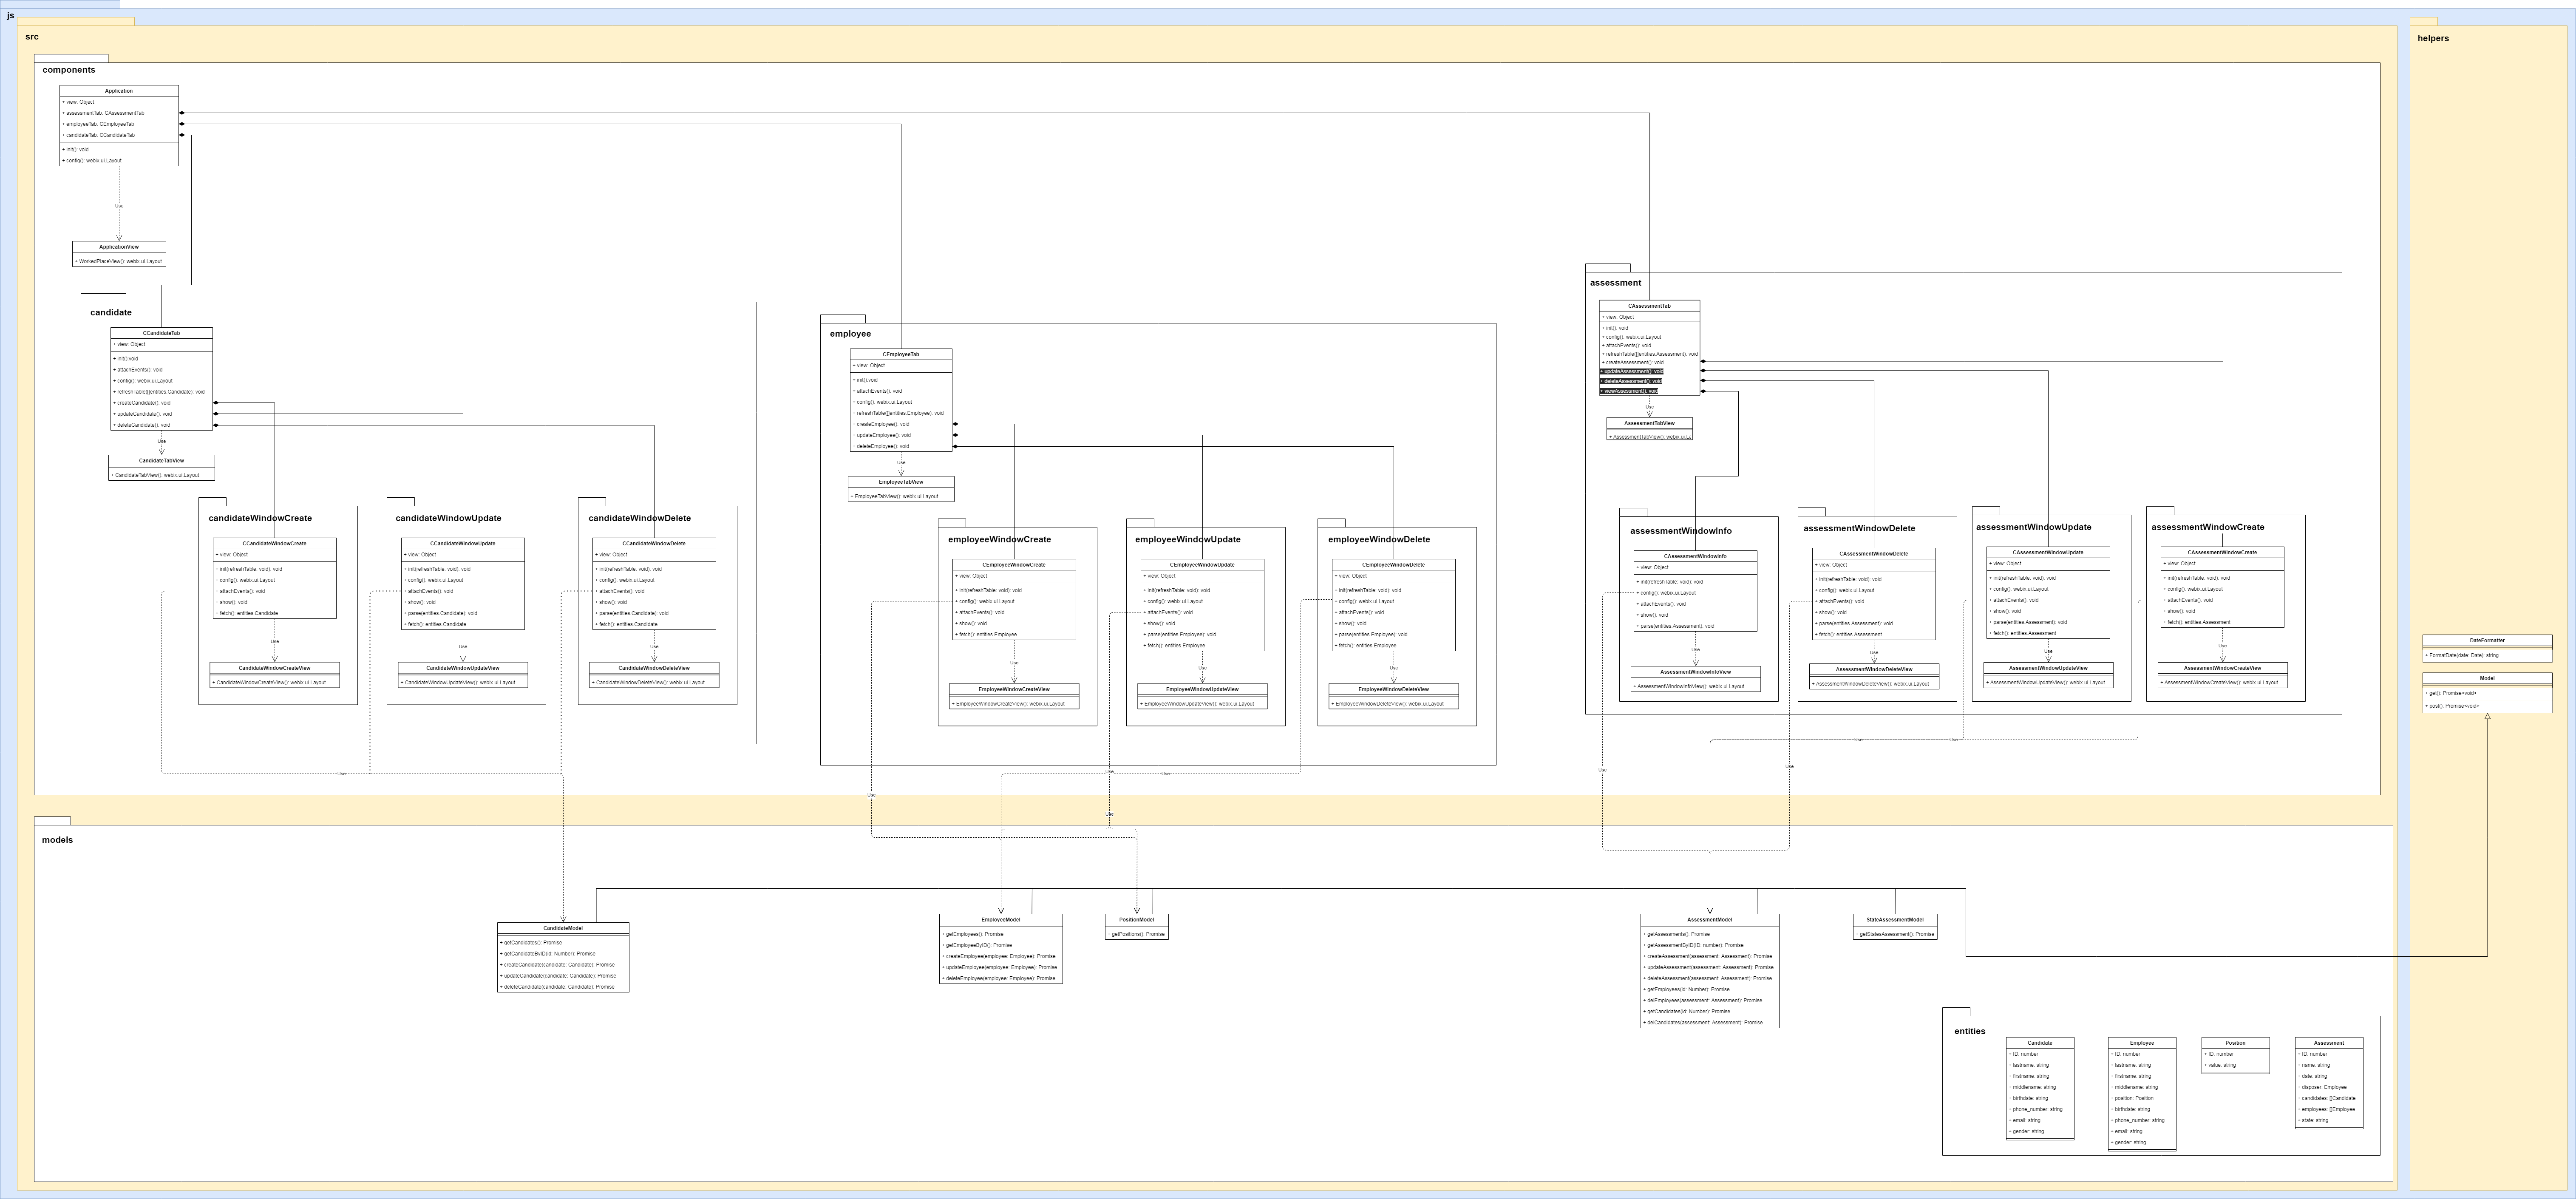 js
src
helpers
components
Application
+ view: Object
+ assessmentTab: CAssessmentTab
+ employeeTab: CEmployeeTab
+ candidateTab: CCandidateTab
+ init(): void
+ config(): webix.ui.Layout
Use
ApplicationView
+ WorkedPlaceView(): webix.ui.Layout
candidate
CCandidateTab
+ view: Object
+ init():void
+ attachEvents(): void
+ config(): webix.ui.Layout
+ refreshTable([]entities.Candidate): void
+ createCandidate(): void
+ updateCandidate(): void
+ deleteCandidate(): void
Use
CandidateTabView
+ CandidateTabView(): webix.ui.Layout
candidateWindowCreate
CCandidateWindowCreate
+ view: Object
+ init(refreshTable: void): void
+ config(): webix.ui.Layout
+ attachEvents(): void
+ show(): void
+ fetch(): entities.Candidate
Use
CandidateWindowCreateView
+ CandidateWindowCreateView(): webix.ui.Layout
candidateWindowUpdate
CCandidateWindowUpdate
+ view: Object
+ init(refreshTable: void): void
+ config(): webix.ui.Layout
+ attachEvents(): void
+ show(): void
+ parse(entities.Candidate): void
+ fetch(): entities.Candidate
Use
CandidateWindowUpdateView
+ CandidateWindowUpdateView(): webix.ui.Layout
candidateWindowDelete
CCandidateWindowDelete
+ view: Object
+ init(refreshTable: void): void
+ config(): webix.ui.Layout
+ attachEvents(): void
+ show(): void
+ parse(entities.Candidate): void
+ fetch(): entities.Candidate
Use
CandidateWindowDeleteView
+ CandidateWindowDeleteView(): webix.ui.Layout
Use
employee
CEmployeeTab
+ view: Object
+ init():void
+ attachEvents(): void
+ config(): webix.ui.Layout
+ refreshTable([]entities.Employee): void
+ createEmployee(): void
+ updateEmployee(): void
+ deleteEmployee(): void
Use
EmployeeTabView
+ EmployeeTabView(): webix.ui.Layout
employeeWindowCreate
CEmployeeWindowCreate
+ view: Object
+ init(refreshTable: void): void
+ config(): webix.ui.Layout
+ attachEvents(): void
+ show(): void
+ fetch(): entities.Employee
Use
EmployeeWindowCreateView
+ EmployeeWindowCreateView(): webix.ui.Layout
employeeWindowUpdate
CEmployeeWindowUpdate
+ view: Object
+ init(refreshTable: void): void
+ config(): webix.ui.Layout
+ attachEvents(): void
+ show(): void
+ parse(entities.Employee): void
+ fetch(): entities.Employee
Use
EmployeeWindowUpdateView
+ EmployeeWindowUpdateView(): webix.ui.Layout
employeeWindowDelete
CEmployeeWindowDelete
+ view: Object
+ init(refreshTable: void): void
+ config(): webix.ui.Layout
+ attachEvents(): void
+ show(): void
+ parse(entities.Employee): void
+ fetch(): entities.Employee
Use
EmployeeWindowDeleteView
+ EmployeeWindowDeleteView(): webix.ui.Layout
Use
Use
Use
assessment
CAssessmentTab
+ view: Object
+ init(): void
+ config(): webix.ui.Layout
+ attachEvents(): void
+ refreshTable([]entities.Assessment): void
+ createAssessment(): void
+ updateAssessment(): void
+ deleteAssessment(): void
+ viewAssessment(): void
Use
AssessmentTabView
+ AssessmentTabView(): webix.ui.La
assessmentWindowInfo
CAssessmentWindowInfo
+ view: Object
+ init(refreshTable: void): void
+ config(): webix.ui.Layout
+ attachEvents(): void
+ show(): void
+ parse(entities.Assessment): void
Use
AssessmentWindowInfoView
+ AssessmentWindowInfoView(): webix.ui.Layout
assessmentWindowDelete
CAssessmentWindowDelete
+ view: Object
+ init(refreshTable: void): void
+ config(): webix.ui.Layout
+ attachEvents(): void
+ show(): void
+ parse(entities.Assessment): void
+ fetch(): entities.Assessment
Use
AssessmentWindowDeleteView
+ AssessmentWindowDeleteView(): webix.ui.Layout
assessmentWindowUpdate
CAssessmentWindowUpdate
+ view: Object
+ init(refreshTable: void): void
+ config(): webix.ui.Layout
+ attachEvents(): void
+ show(): void
+ parse(entities.Assessment): void
+ fetch(): entities.Assessment
Use
AssessmentWindowUpdateView
+ AssessmentWindowUpdateView(): webix.ui.Layout
assessmentWindowCreate
CAssessmentWindowCreate
+ view: Object
+ init(refreshTable: void): void
+ config(): webix.ui.Layout
+ attachEvents(): void
+ show(): void
+ fetch(): entities.Assessment
Use
AssessmentWindowCreateView
+ AssessmentWindowCreateView(): webix.ui.Layout
Use
Use
Use
Use
DateFormatter
+ FormatDate(date: Date): string
Model
+ get(): Promise<void>
+ post(): Promise<void>
models
CandidateModel
+ getCandidates(): Promise
+ getCandidateByID(id: Number): Promise
+ createCandidate(candidate: Candidate): Promise
+ updateCandidate(candidate: Candidate): Promise
+ deleteCandidate(candidate: Candidate): Promise
EmployeeModel
+ getEmployees(): Promise
+ getEmployeeByID(): Promise
+ createEmployee(employee: Employee): Promise
+ updateEmployee(employee: Employee): Promise
+ deleteEmployee(employee: Employee): Promise
PositionModel
+ getPositions(): Promise
AssessmentModel
+ getAssessments(): Promise
+ getAssessmentByID(ID: number): Promise
+ createAssessment(assessment: Assessment): Promise
+ updateAssessment(assessment: Assessment): Promise
+ deleteAssessment(assessment: Assessment): Promise
+ getEmployees(id: Number): Promise
+ delEmployees(assessment: Assessment): Promise
+ getCandidates(id: Number): Promise
+ delCandidates(assessment: Assessment): Promise
StateAssessmentModel
+ getStatesAssessment(): Promise
entities
Candidate
+ ID: number
+ lastname: string
+ firstname: string
+ middlename: string
+ birthdate: string
+ phone_number: string
+ email: string
+ gender: string
Employee
+ ID: number
+ lastname: string
+ firstname: string
+ middlename: string
+ position: Position
+ birthdate: string
+ phone_number: string
+ email: string
+ gender: string
Position
+ ID: number
+ value: string
Assessment
+ ID: number
+ name: string
+ date: string
+ disposer: Employee
+ candidates: []Candidate
+ employees: []Employee
+ state: string